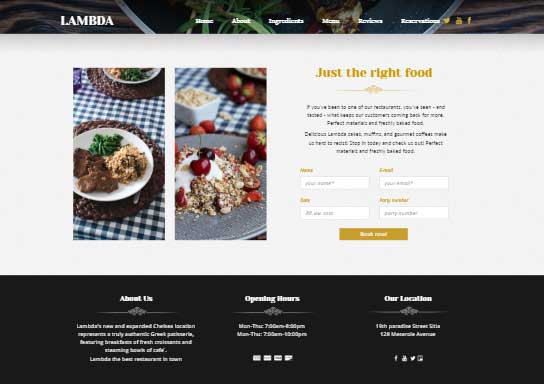 LAMBDA
Home About Ingredients Menu Reviews Reservations
Just the right food
If you've been to one of our restaurants, you've seen - and
tasted - what keeps our customers coming back for more.
Perfect materials and freshly baked food.
Delicious Lambda cakes, muffins, and gourmet coffees make
us hard to resist! Stop in today and check us out! Perfect
materials and freshly baked food.
Name E-mail
your name* your e-mail*
Date Party number
party number
Book now!
About Us
Lambda's new and expanded Chelsea location
represents a truly authentic Greek patisserie,
featuring breakfasts of fresh croissants and
steaming bowls of cafe'.
Lambda the best restaurant in town
Opening Hours
Mon-Thu: 7:00am-8:00pm
Mon-Thu: 7:00am-10:00pm
Our Location
19th paradise Street Sitia
128 Meserole Avenue